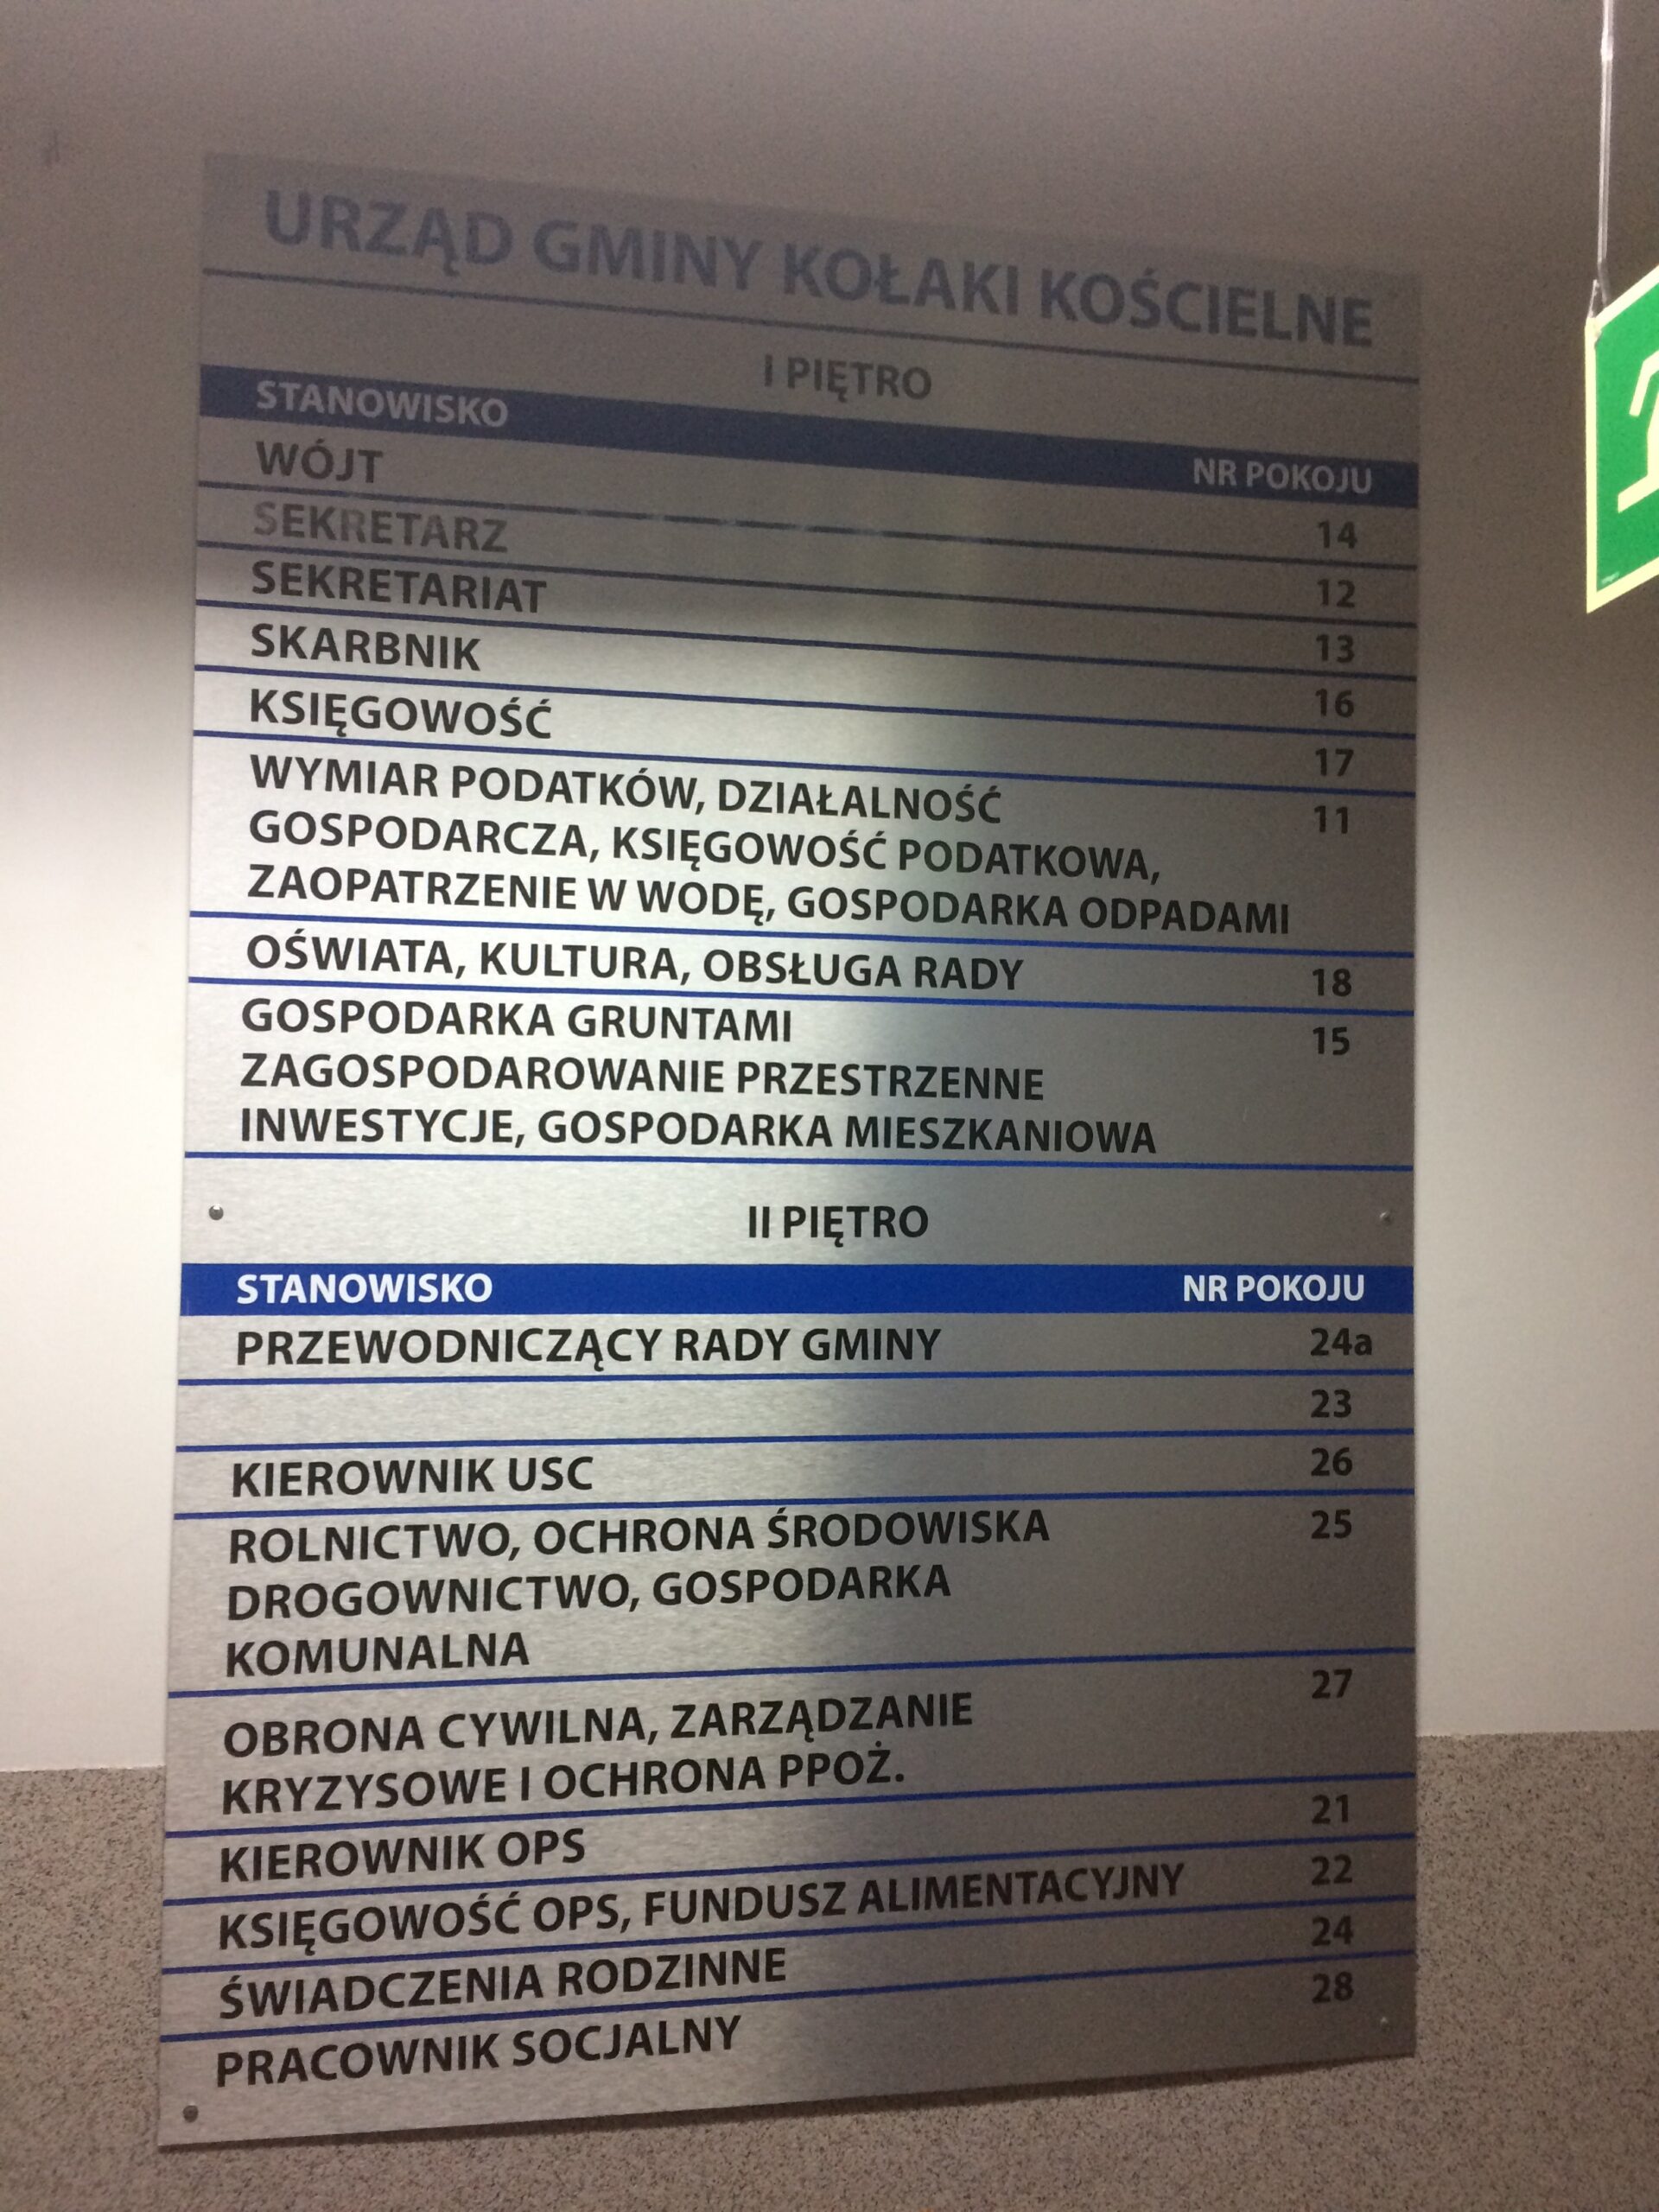 URZĄD GMINY KOŁAKI KOŚCIELNE
I PIĘTRO
STANOWISKO NR POKOJU
WÓJT 14
SEKRETARZ 12
SEKRETARIAT 13
SKARBNIK 16
KSIĘGOWOŚĆ 17
WYMIAR PODATKÓW, DZIAŁALNOŚĆ 11
GOSPODARCZA, KSIĘGOWOŚĆ PODATKOWA,
ZAOPATRZENIE W WODĘ, GOSPODARKA ODPADAMI
OŚWIATA, KULTURA, OBSŁUGA RADY 18
GOSPODARKA GRUNTAMI 15
ZAGOSPODAROWANIE PRZESTRZENNE
INWESTYCJE, GOSPODARKA MIESZKANIOWA
II PIĘTRO
STANOWISKO NR POKOJU
PRZEWODNICZĄCY RADY GMINY 24a
23
KIEROWNIK USC 26
ROLNICTWO, OCHRONA ŚRODOWISKA 25
DROGOWNICTWO, GOSPODARKA
KOMUNALNA
OBRONA CYWILNA, ZARZĄDZANIE 27
KRYZYSOWE I OCHRONA PPOŻ.
KIEROWNIK OPS 21
KSIĘGOWOŚĆ OPS, FUNDUSZ ALIMENTACYJNY 22
ŚWIADCZENIA RODZINNE 24
PRACOWNIK SOCJALNY 28